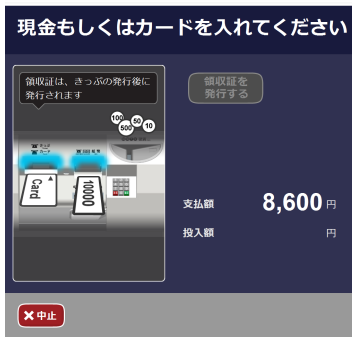 現金もしくはカードを入れてください
領収証は、きっぷの発行後に
発行されます
領収証を
発行する
100
50
500
10
Card
10000
支払額 8,600 円
投入額 円
中止